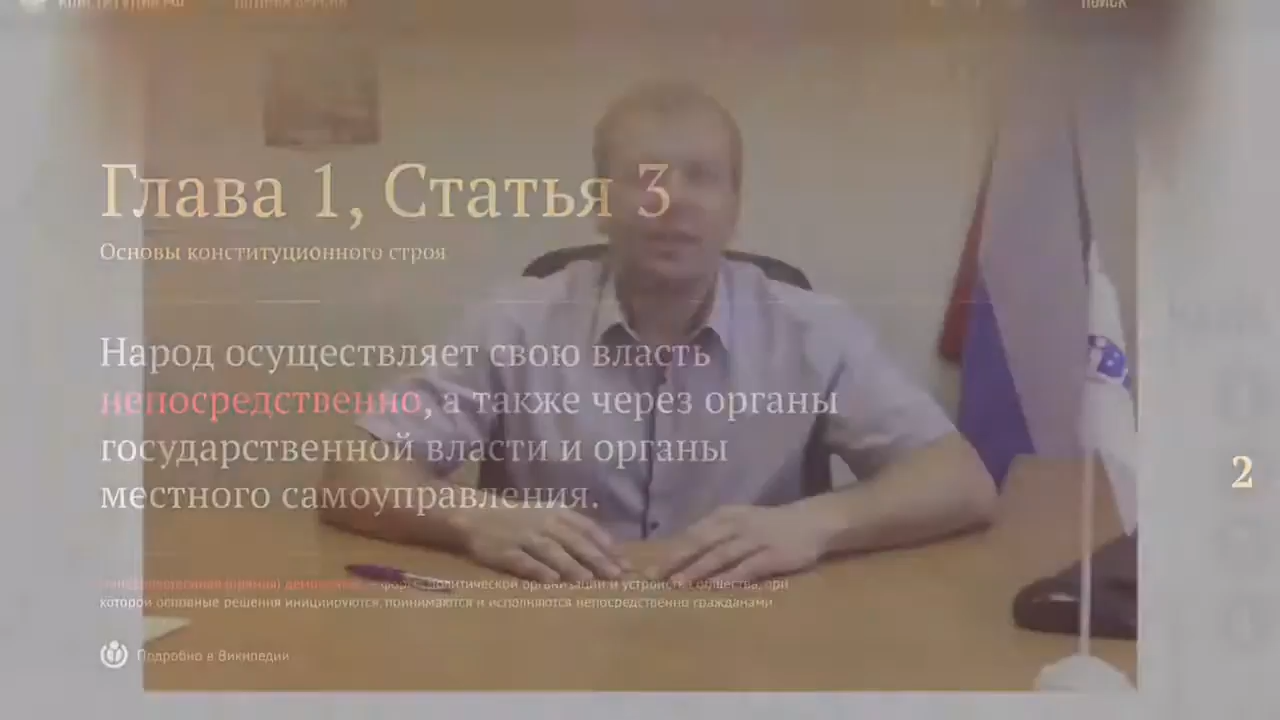 Глава 1, Статья 3
Основы конституционного строя
Народ осуществляет свою власть
непосредственно, а также через органы
государственной власти и органы
местного самоуправления.
2
политической организации и устройства общества, при
которой основные решения инициируются, принимаются и исполняются непосредственно гражданами
Подробно в Википедии